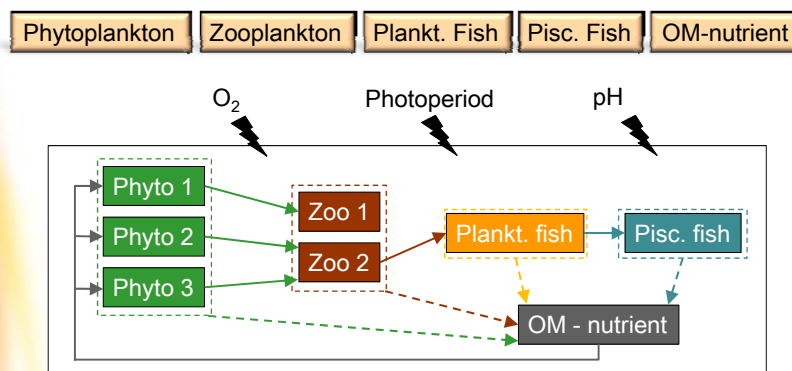 Phytoplankton Zooplankton Plankt. Fish Pisc. Fish OM-nutrient
O₂ Photoperiod pH
Phyto 1
Zoo 1
Phyto 2 Plankt. fish Pisc. fish
Zoo 2
Phyto 3
OM - nutrient